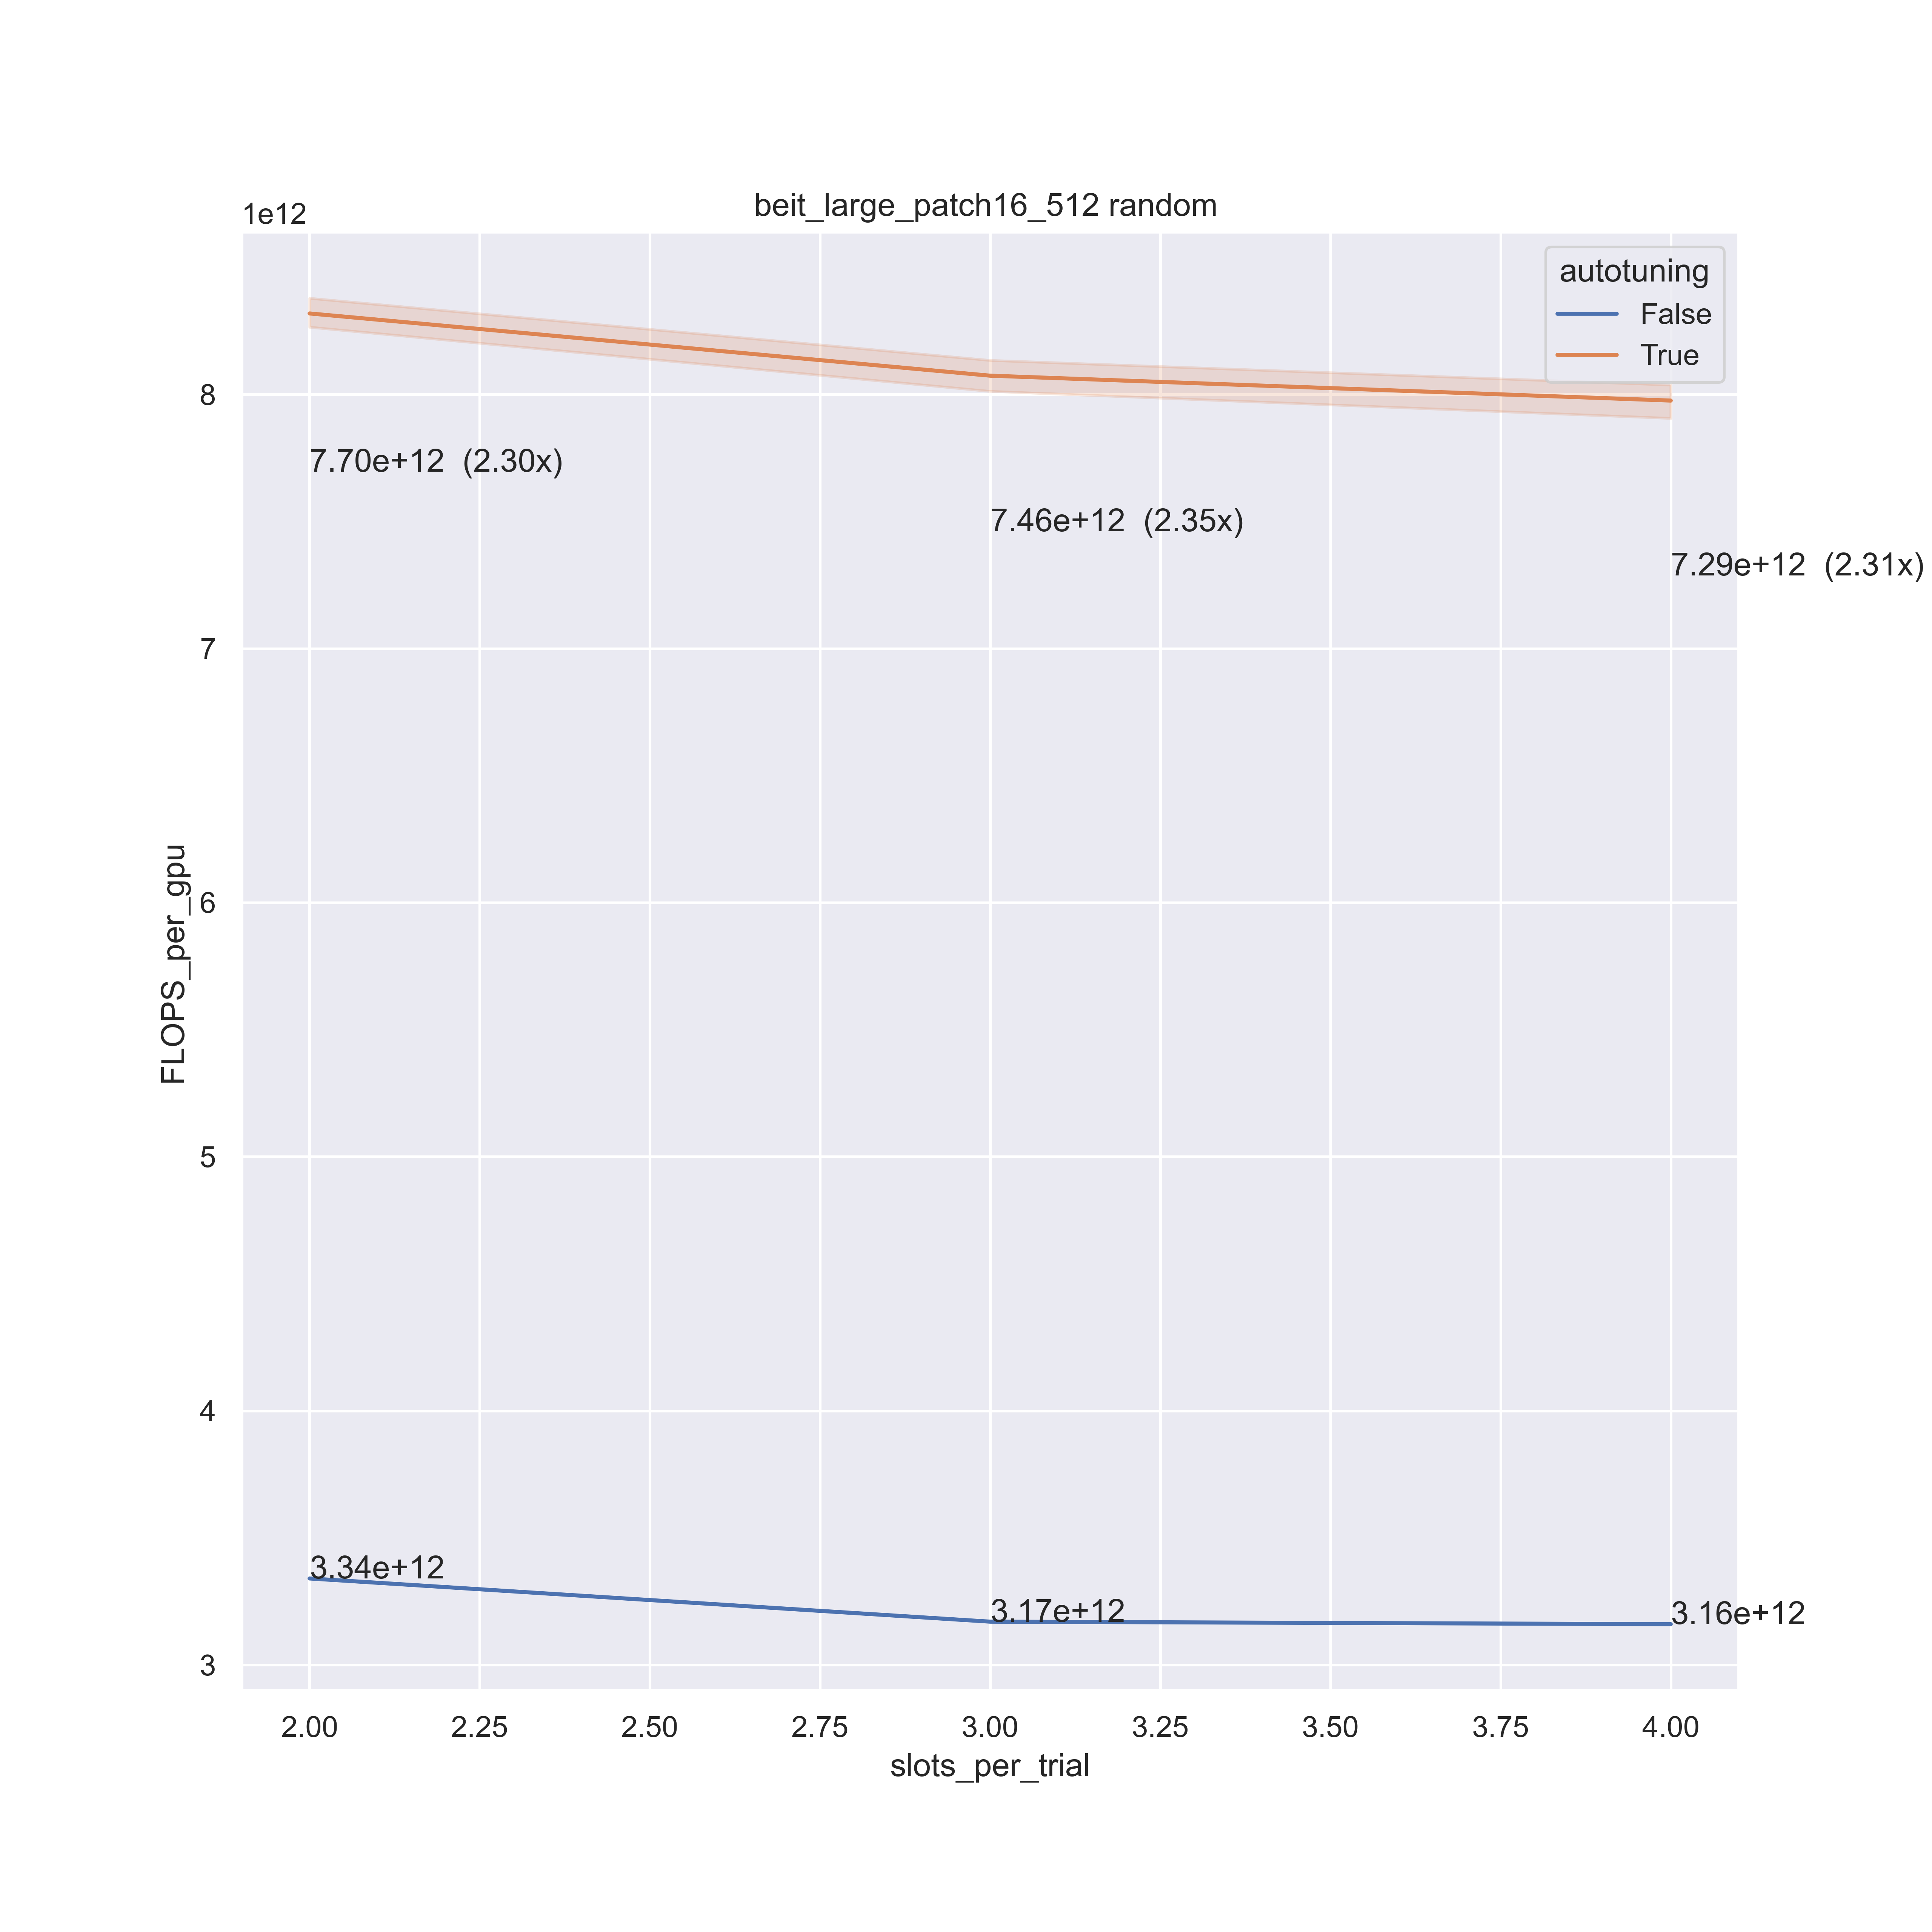 beit_large_patch16_512 random
1e12
autotuning
False
True
8
7.70e+12 (2.30x)
7.46e+12 (2.35x)
7.29e+12 (2.31x)
7
6
FLOPS_per_gpu
5
4
3.34e+12
3.17e+12
3.16e+12
3
2.00 2.25 2.50 2.75 3.00 3.25 3.50 3.75 4.00
slots_per_trial